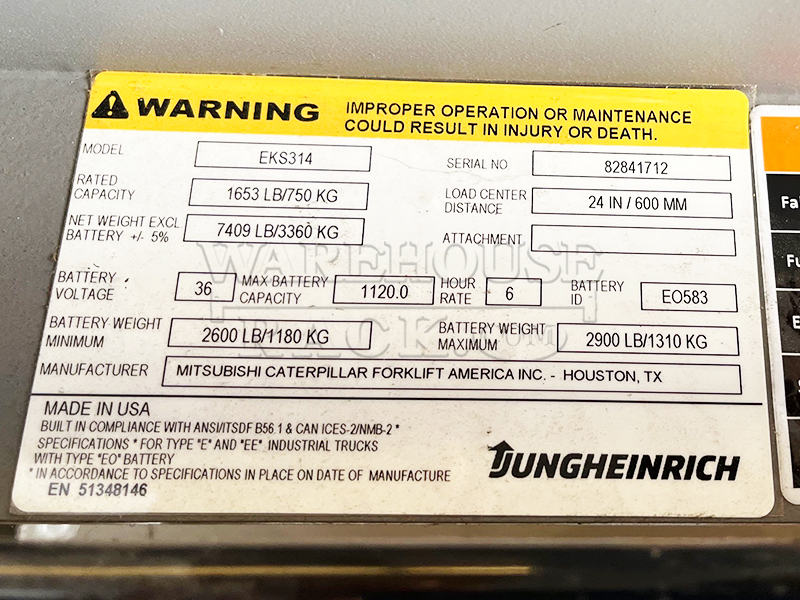 WARNING
IMPROPER OPERATION OR MAINTENANCE
COULD RESULT IN INJURY OR DEATH.
MODEL EKS314 SERIAL NO 82841712
RATED CAPACITY 1653 LB/750 KG LOAD CENTER DISTANCE 24 IN / 600 MM
NET WEIGHT EXCL BATTERY +/- 5% 7409 LB/3360 KG ATTACHMENT
BATTERY VOLTAGE 36 MAX BATTERY CAPACITY 1120.0 HOUR RATE 6 BATTERY ID EO583
BATTERY WEIGHT MINIMUM 2600 LB/1180 KG BATTERY WEIGHT MAXIMUM 2900 LB/1310 KG
MANUFACTURER MITSUBISHI CATERPILLAR FORKLIFT AMERICA INC. - HOUSTON, TX
MADE IN USA
BUILT IN COMPLIANCE WITH ANSI/ITSDF B56.1 & CAN ICES-2/NMB-2 *
SPECIFICATIONS * FOR TYPE "E" AND "EE" INDUSTRIAL TRUCKS
WITH TYPE "EO" BATTERY
* IN ACCORDANCE TO SPECIFICATIONS IN PLACE ON DATE OF MANUFACTURE
EN 51348146
JUNGHEINRICH
WAREHOUSE
RACK.COM